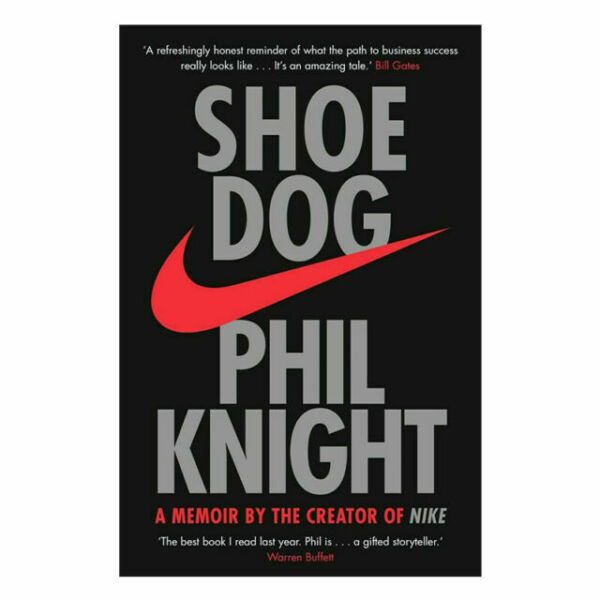 ‘A refreshingly honest reminder of what the path to business success
really looks like . . . It’s an amazing tale.’ Bill Gates
SHOE
DOG
PHIL
KNIGHT
A MEMOIR BY THE CREATOR OF NIKE
‘The best book I read last year. Phil is . . . a gifted storyteller.’
Warren Buffett